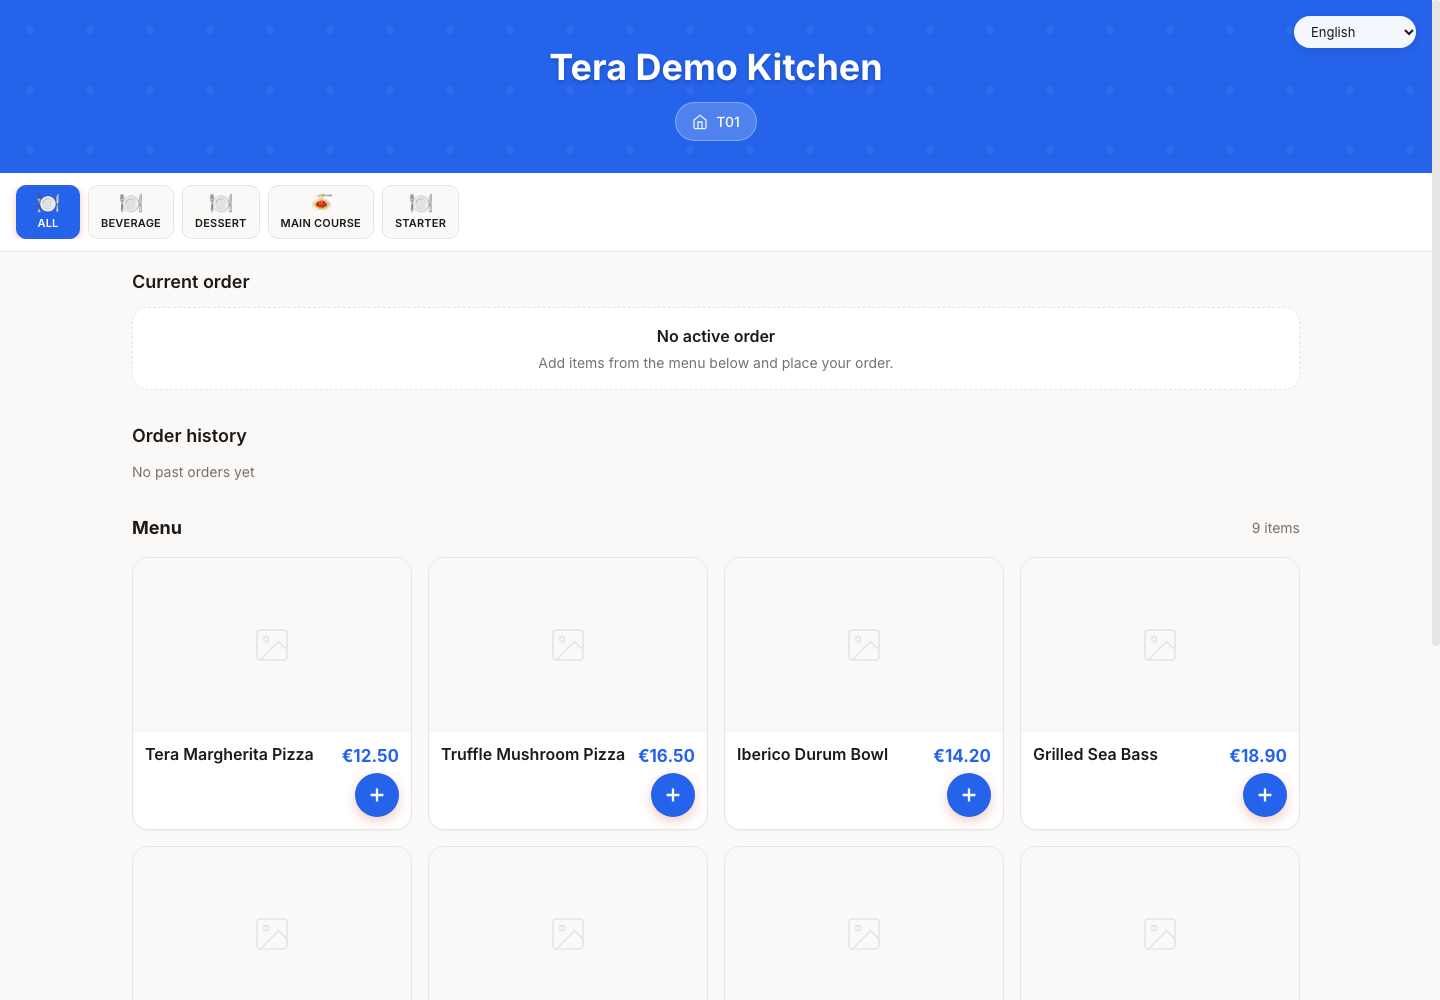 English
Tera Demo Kitchen
T01
ALL
BEVERAGE
DESSERT
MAIN COURSE
STARTER
Current order
No active order
Add items from the menu below and place your order.
Order history
No past orders yet
Menu
9 items
Tera Margherita Pizza €12.50
Truffle Mushroom Pizza €16.50
Iberico Durum Bowl €14.20
Grilled Sea Bass €18.90